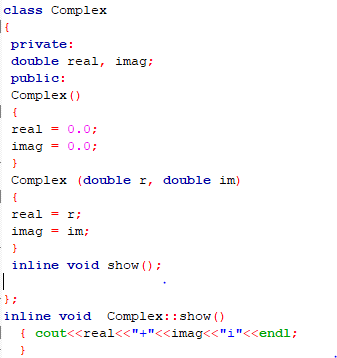 class Complex
{
private:
double real, imag;
public:
Complex()
{
real = 0.0;
imag = 0.0;
}
Complex (double r, double im)
{
real = r;
imag = im;
}
inline void show();
};
inline void  Complex::show()
{ cout<<real<<"+"<<imag<<"i"<<endl;
}